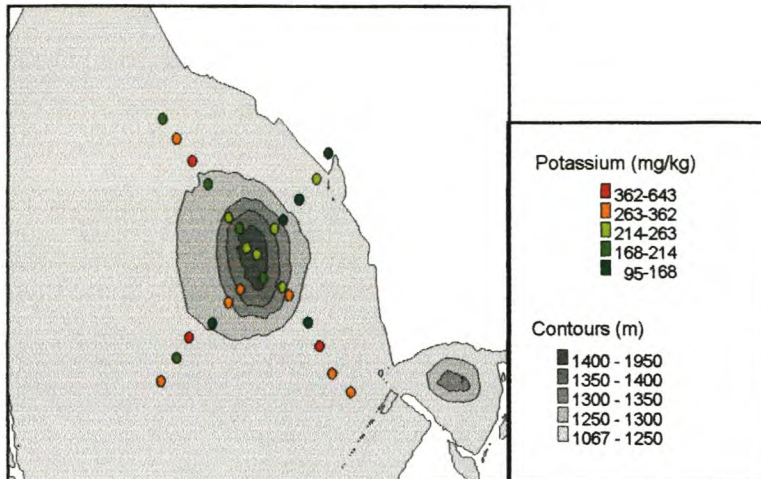 Potassium (mg/kg)
362-643
263-362
214-263
168-214
95-168
Contours (m)
1400 - 1950
1350 - 1400
1300 - 1350
1250 - 1300
1067 - 1250